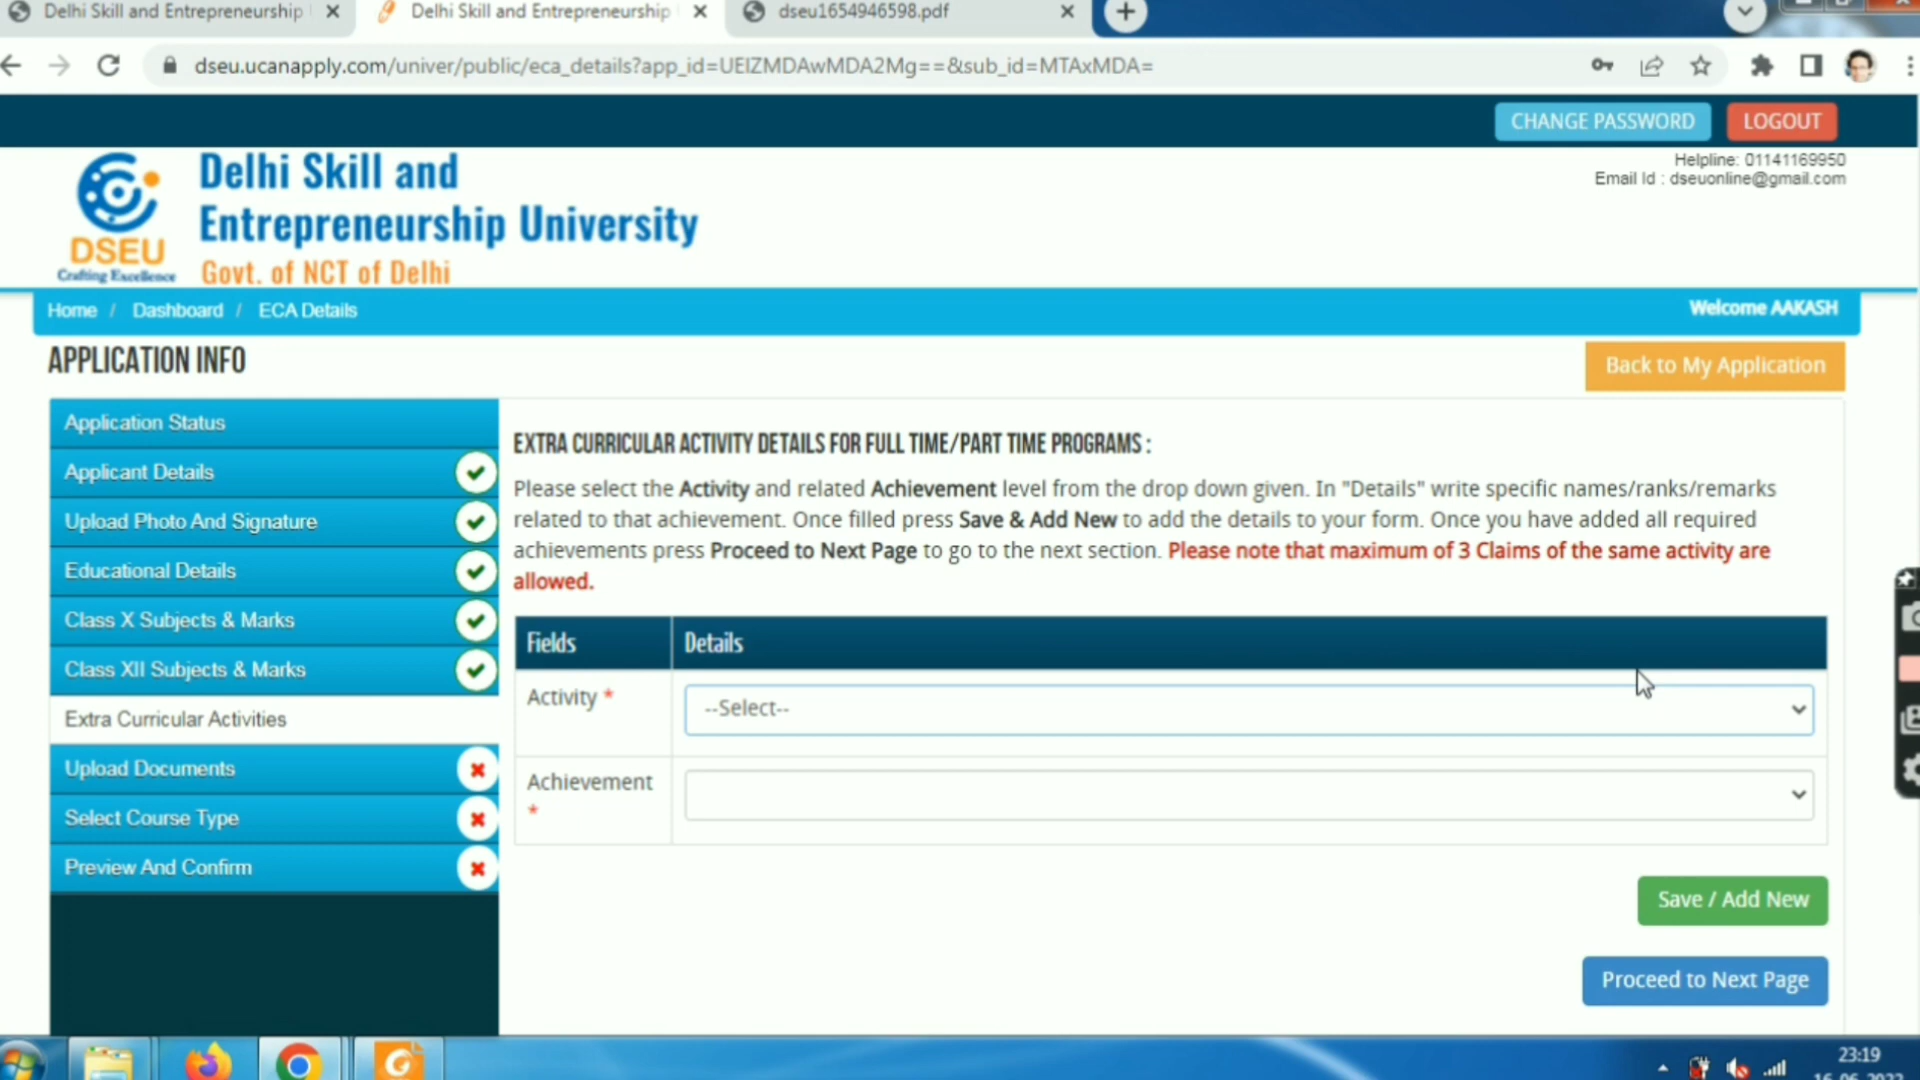 Delhi Skill and Entrepreneurship
Delhi Skill and Entrepreneurship
dseu1654946598.pdf
dseu.ucanapply.com/univer/public/eca_details?app_id=UElZMDAwMDA2Mg==&sub_id=MTAxMDA=
CHANGE PASSWORD
LOGOUT
Delhi Skill and
Entrepreneurship University
Govt. of NCT of Delhi
DSEU
Crafting Excellence
Helpline: 01141169950
Email Id : dseuonline@gmail.com
Home / Dashboard / ECA Details
Welcome AAKASH
APPLICATION INFO
Back to My Application
Application Status
Applicant Details
Upload Photo And Signature
Educational Details
Class X Subjects & Marks
Class XII Subjects & Marks
Extra Curricular Activities
Upload Documents
Select Course Type
Preview And Confirm
EXTRA CURRICULAR ACTIVITY DETAILS FOR FULL TIME/PART TIME PROGRAMS :
Please select the Activity and related Achievement level from the drop down given. In "Details" write specific names/ranks/remarks
related to that achievement. Once filled press Save & Add New to add the details to your form. Once you have added all required
achievements press Proceed to Next Page to go to the next section. Please note that maximum of 3 Claims of the same activity are
allowed.
Fields Details
Activity *
--Select--
Achievement
*
Save / Add New
Proceed to Next Page
23:19